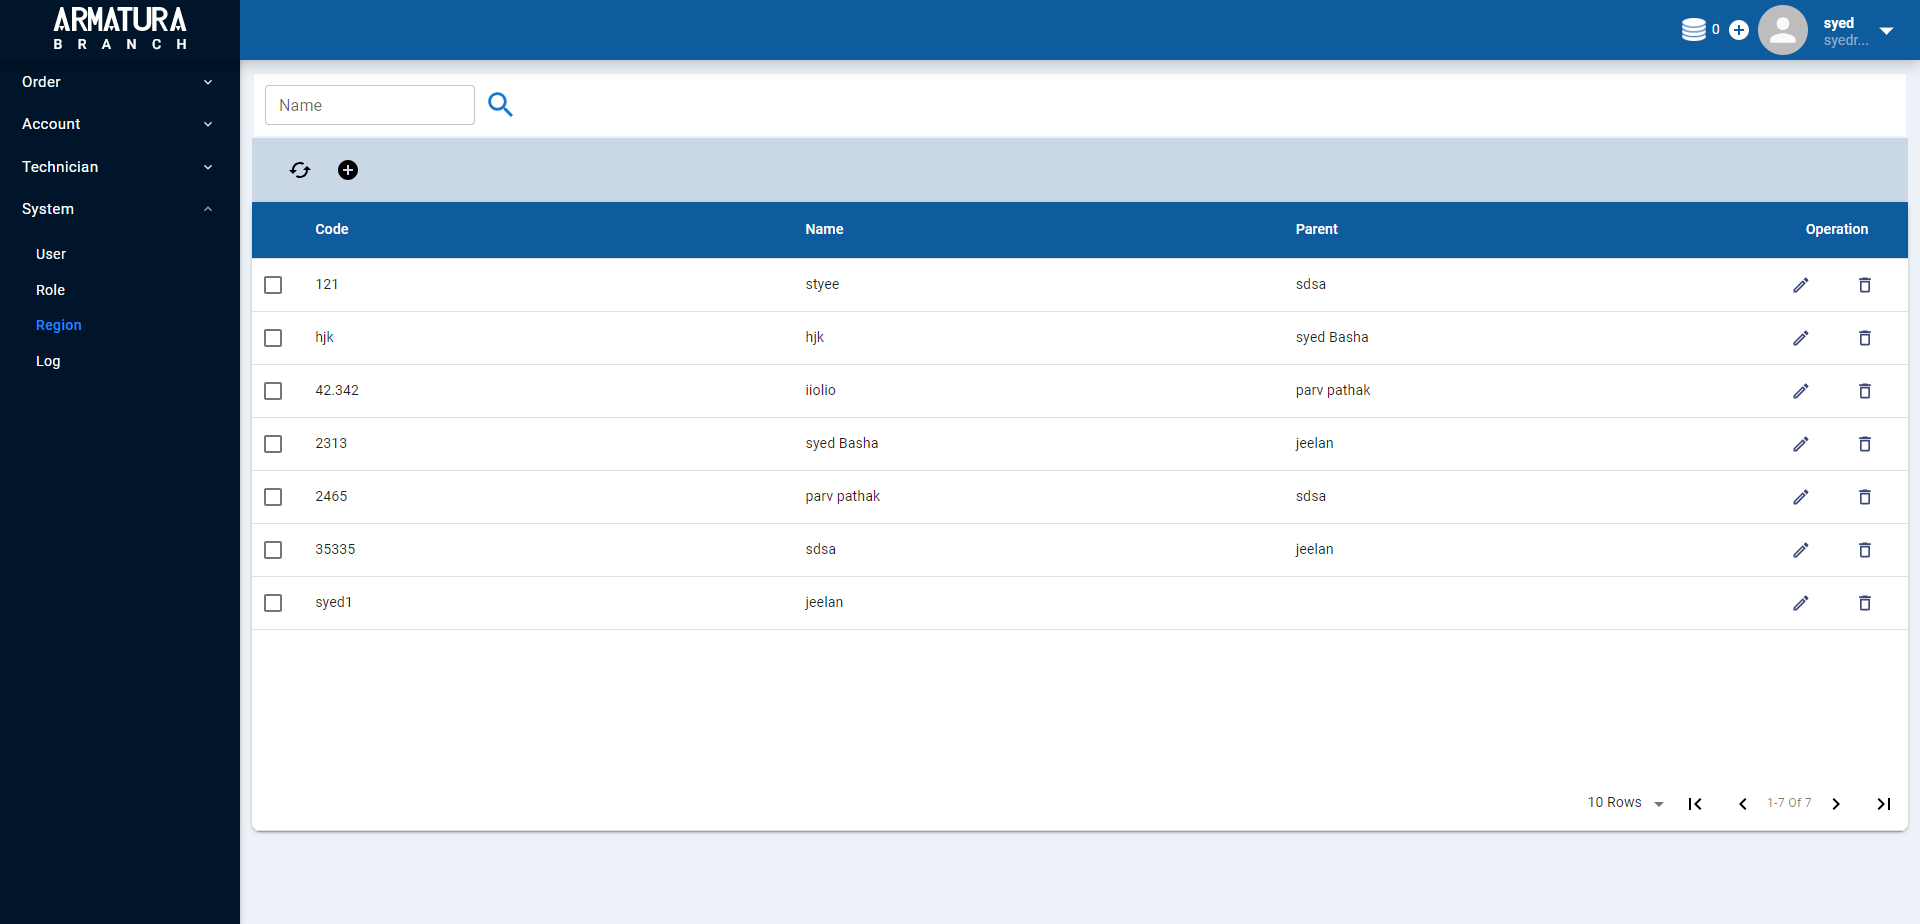 ARMATURA
BRANCH
0
syed
syedr...
Order
Account
Technician
System
User
Role
Region
Log
Name
Code Name Parent Operation
121 styee sdsa
hjk hjk syed Basha
42.342 iiolio parv pathak
2313 syed Basha jeelan
2465 parv pathak sdsa
35335 sdsa jeelan
syed1 jeelan
10 Rows 1-7 Of 7